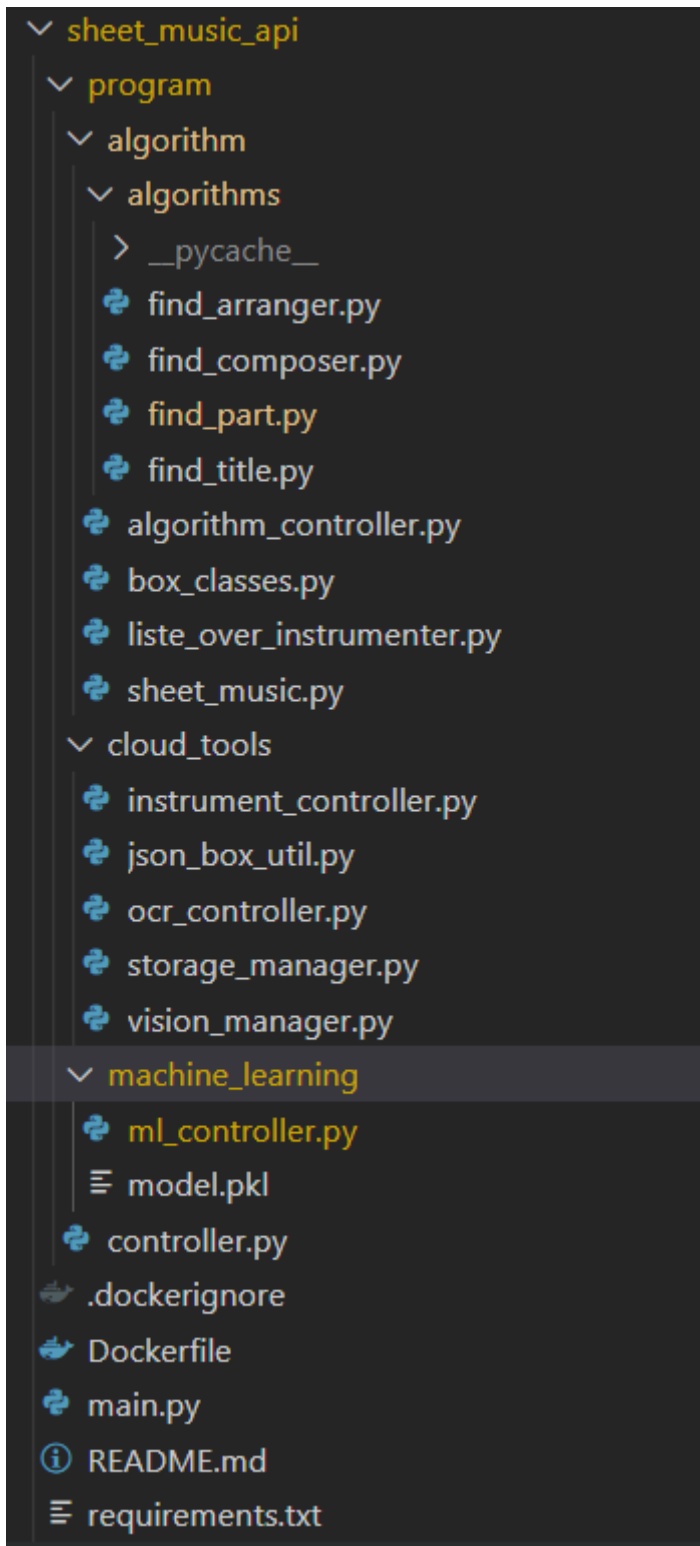 sheet_music_api
program
algorithm
algorithms
__pycache__
find_arranger.py
find_composer.py
find_part.py
find_title.py
algorithm_controller.py
box_classes.py
liste_over_instrumenter.py
sheet_music.py
cloud_tools
instrument_controller.py
json_box_util.py
ocr_controller.py
storage_manager.py
vision_manager.py
machine_learning
ml_controller.py
model.pkl
controller.py
.dockerignore
Dockerfile
main.py
README.md
requirements.txt